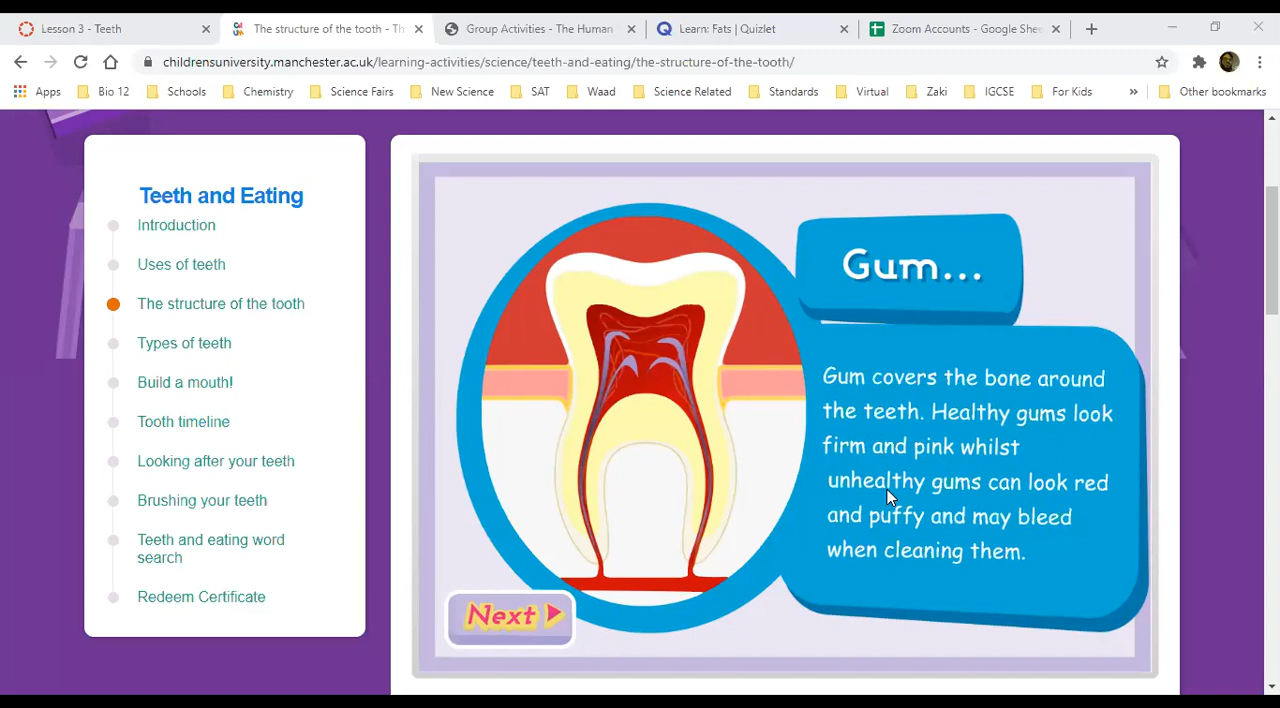 Lesson 3 - Teeth
The structure of the tooth - Th
Group Activities - The Human
Learn: Fats | Quizlet
Zoom Accounts - Google Shee
childrensuniversity.manchester.ac.uk/learning-activities/science/teeth-and-eating/the-structure-of-the-tooth/
Apps Bio 12 Schools Chemistry Science Fairs New Science SAT Waad Science Related Standards Virtual Zaki IGCSE For Kids » Other bookmarks
Teeth and Eating
Introduction
Uses of teeth
The structure of the tooth
Types of teeth
Build a mouth!
Tooth timeline
Looking after your teeth
Brushing your teeth
Teeth and eating word
search
Redeem Certificate
Gum...
Gum covers the bone around
the teeth. Healthy gums look
firm and pink whilst
unhealthy gums can look red
and puffy and may bleed
when cleaning them.
Next